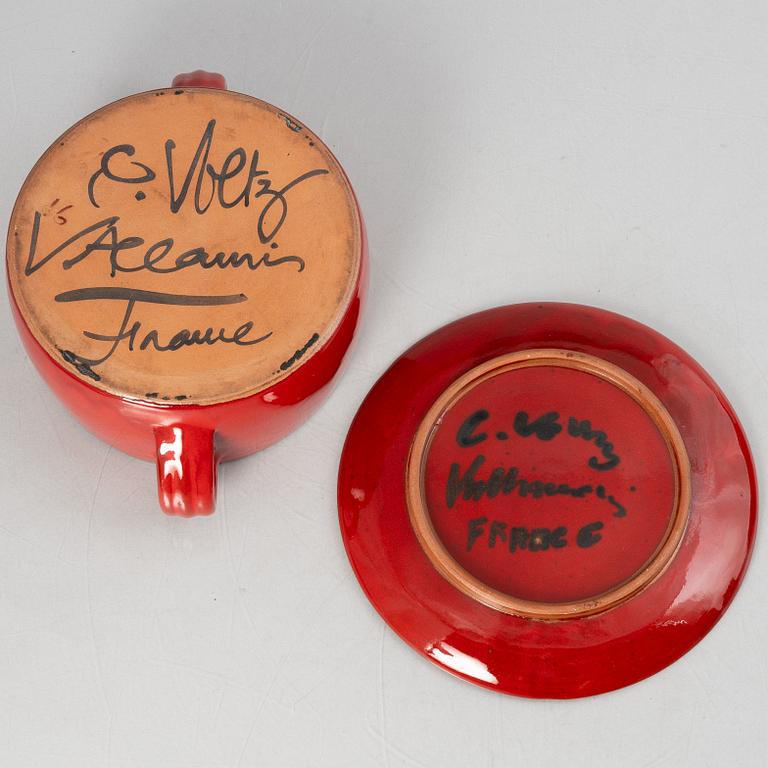 C. Voltz
VAllauris
France
C. Voltz
Vallauris
FRANCE